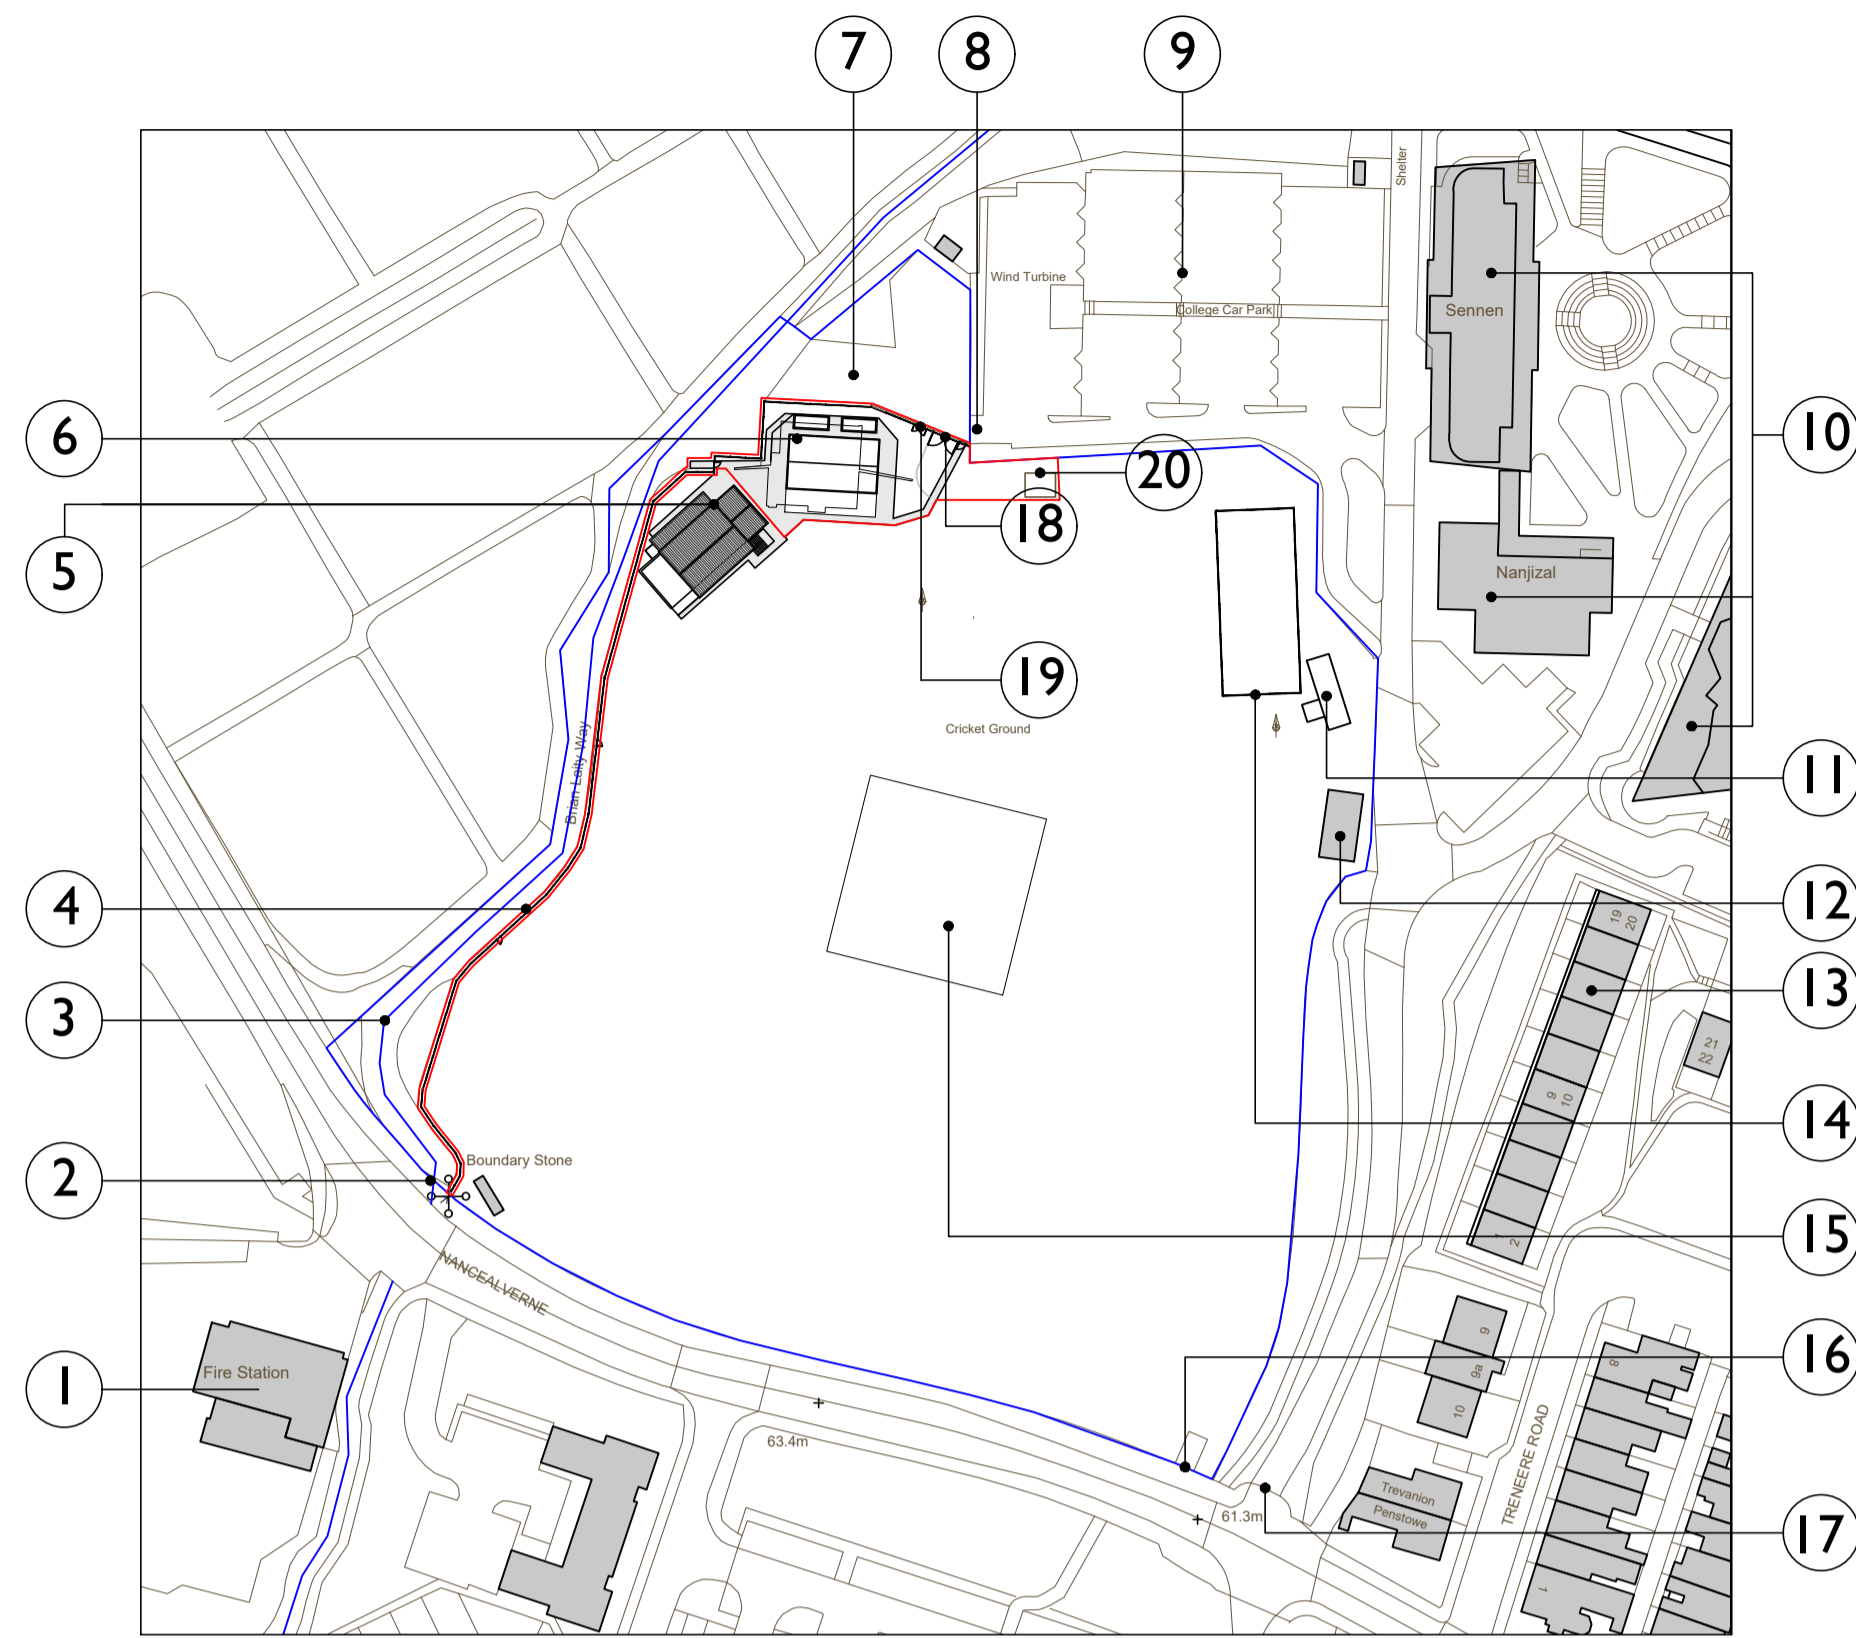 7
8
9
Shelter
Wind Turbine
College Car Park
Sennen
10
6
20
18
5
Nanjizal
19
Cricket Ground
Brian Laity Way
11
4
12
19
20
13
3
21
22
9
10
14
Boundary Stone
2
1
2
15
NANCEALVERNE
9
9a
10
16
8
Fire Station
1
63.4m
TRENEERE ROAD
Trevanion
Penstowe
61.3m
17
1